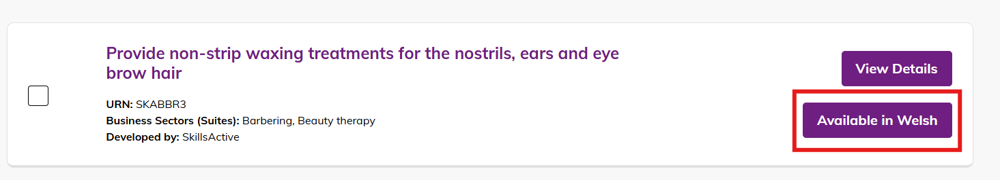 Provide non-strip waxing treatments for the nostrils, ears and eye
brow hair
URN: SKABBR3
Business Sectors (Suites): Barbering, Beauty therapy
Developed by: SkillsActive
View Details
Available in Welsh